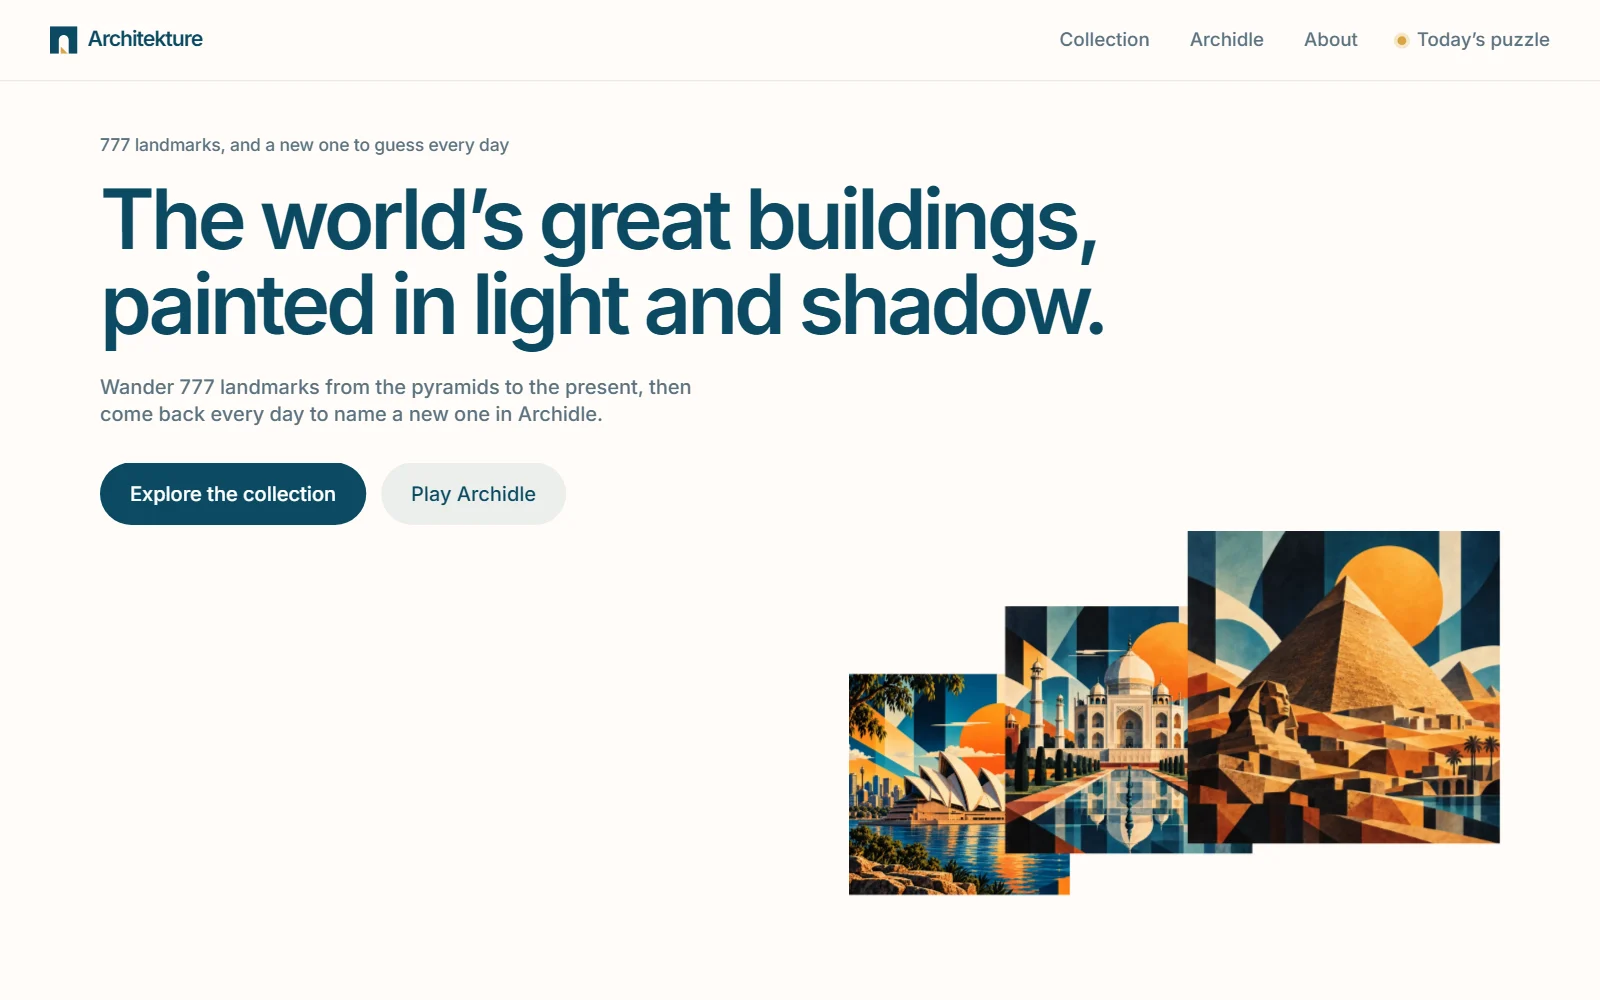 Architekture
Collection
Archidle
About
Today’s puzzle
777 landmarks, and a new one to guess every day
The world’s great buildings,
painted in light and shadow.
Wander 777 landmarks from the pyramids to the present, then
come back every day to name a new one in Archidle.
Explore the collection
Play Archidle